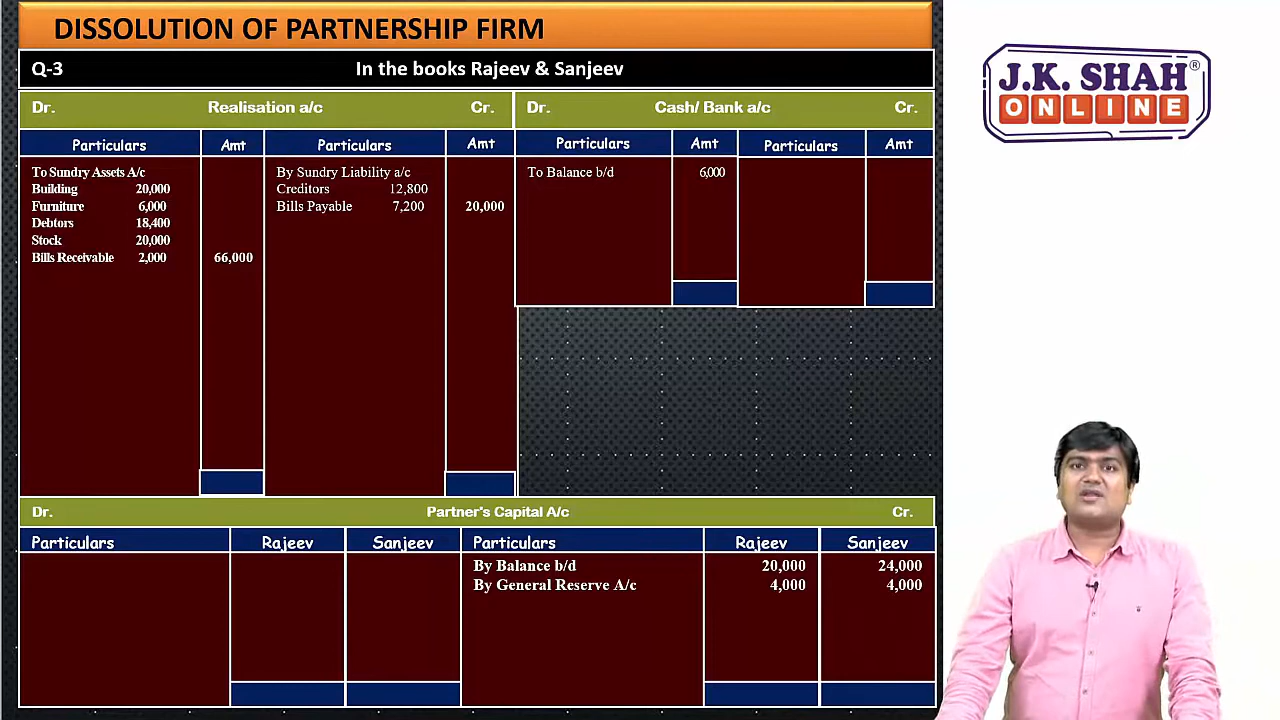 DISSOLUTION OF PARTNERSHIP FIRM
Q-3 In the books Rajeev & Sanjeev
Dr. Realisation a/c Cr.
Particulars Amt Particulars Amt
To Sundry Assets A/c By Sundry Liability a/c
Building 20,000 Creditors 12,800
Furniture 6,000 Bills Payable 7,200 20,000
Debtors 18,400
Stock 20,000
Bills Receivable 2,000 66,000
Dr. Cash/ Bank a/c Cr.
Particulars Amt Particulars Amt
To Balance b/d 6,000
Dr. Partner's Capital A/c Cr.
Particulars Rajeev Sanjeev Particulars Rajeev Sanjeev
By Balance b/d 20,000 24,000
By General Reserve A/c 4,000 4,000
J.K. SHAH®
ONLINE